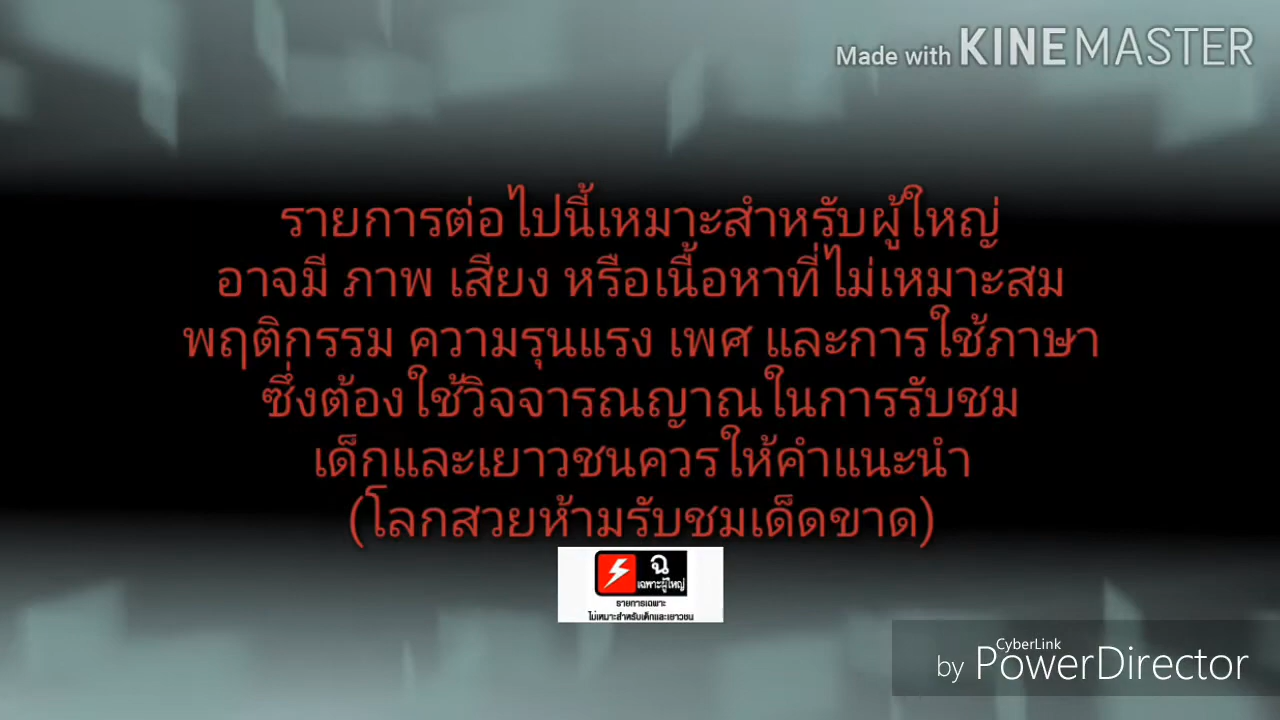 Made with KINEMASTER
รายการต่อไปนี้เหมาะสำหรับผู้ใหญ่
อาจมี ภาพ เสียง หรือเนื้อหาที่ไม่เหมาะสม
พฤติกรรม ความรุนแรง เพศ และการใช้ภาษา
ซึ่งต้องใช้วิจจารณญาณในการรับชม
เด็กและเยาวชนควรให้คำแนะนำ
(โลกสวยห้ามรับชมเด็ดขาด)
ฉ
เฉพาะผู้ใหญ่
รายการเฉพาะ
ไม่เหมาะสำหรับเด็กและเยาวชน
CyberLink
by PowerDirector